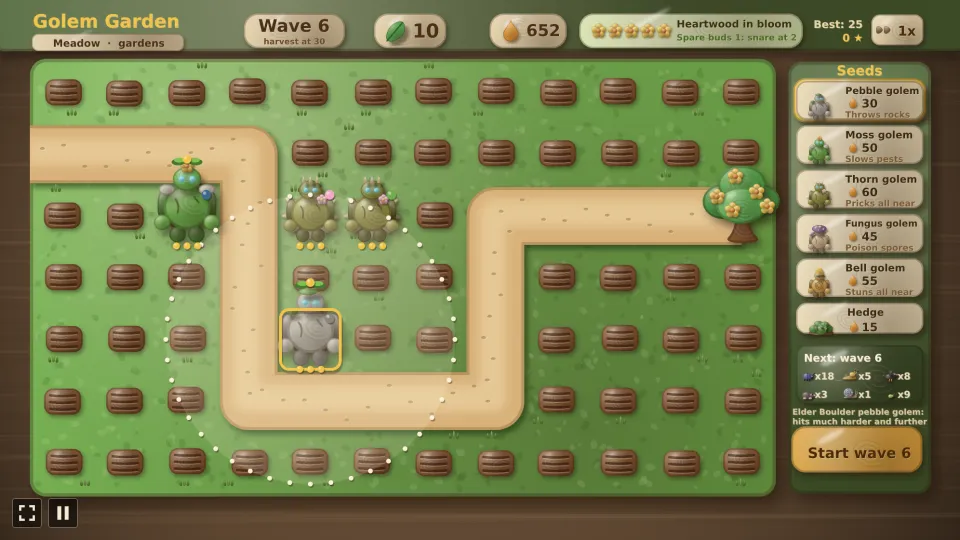 Golem Garden
Meadow · gardens
Wave 6
harvest at 30
10
652
Heartwood in bloom
Spare buds 1: snare at 2
Best: 25
0 ★
1x
Seeds
Pebble golem
30
Throws rocks
Moss golem
50
Slows pests
Thorn golem
60
Pricks all near
Fungus golem
45
Poison spores
Bell golem
55
Stuns all near
Hedge
15
Next: wave 6
x18 x5 x8
x3 x1 x9
Elder Boulder pebble golem:
hits much harder and further
Start wave 6